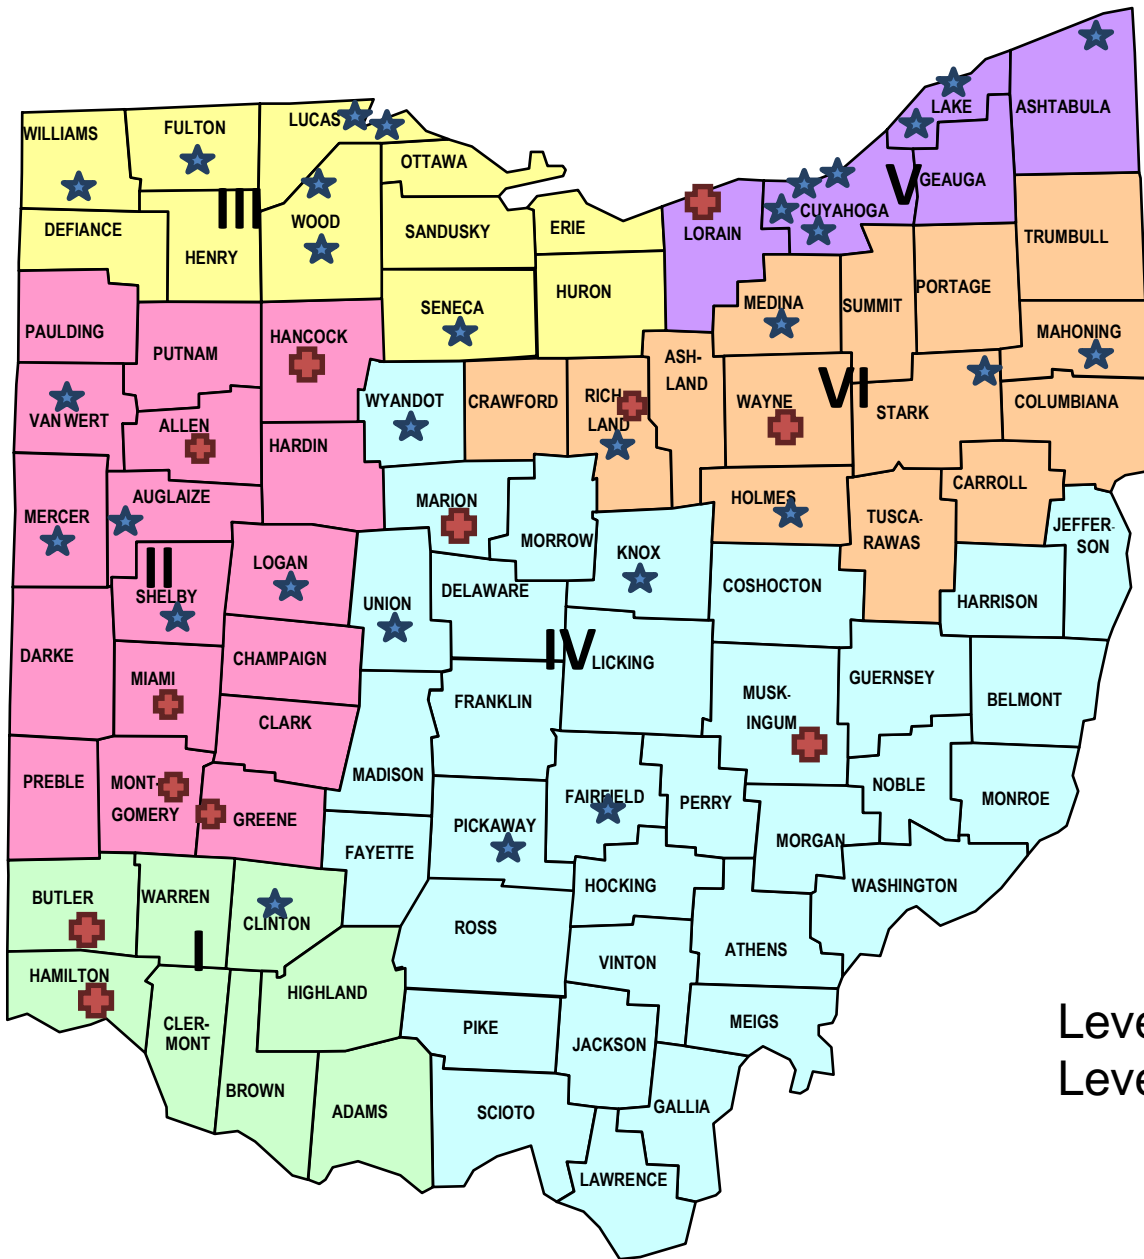 ASHTABULA
LAKE
GEAUGA
V
CUYAHOGA
LORAIN
WILLIAMS
FULTON
LUCAS
OTTAWA
III
DEFIANCE
HENRY
WOOD
SANDUSKY
ERIE
SENECA
HURON
TRUMBULL
PORTAGE
SUMMIT
MEDINA
MAHONING
PAULDING
PUTNAM
HANCOCK
ASH-
LAND
VAN WERT
ALLEN
WYANDOT
CRAWFORD
RICH-
LAND
WAYNE
VI
STARK
COLUMBIANA
HARDIN
MERCER
AUGLAIZE
MARION
MORROW
HOLMES
CARROLL
TUSCA-
RAWAS
JEFFER-
SON
II
SHELBY
LOGAN
UNION
DELAWARE
KNOX
COSHOCTON
HARRISON
DARKE
MIAMI
CHAMPAIGN
CLARK
IV
LICKING
FRANKLIN
MUSK-
INGUM
GUERNSEY
BELMONT
PREBLE
MONT-
GOMERY
GREENE
MADISON
FAYETTE
PICKAWAY
FAIRFIELD
PERRY
MORGAN
NOBLE
MONROE
BUTLER
WARREN
CLINTON
I
HOCKING
WASHINGTON
ROSS
VINTON
ATHENS
HAMILTON
CLER-
MONT
HIGHLAND
BROWN
ADAMS
PIKE
JACKSON
MEIGS
SCIOTO
GALLIA
LAWRENCE
Leve
Leve